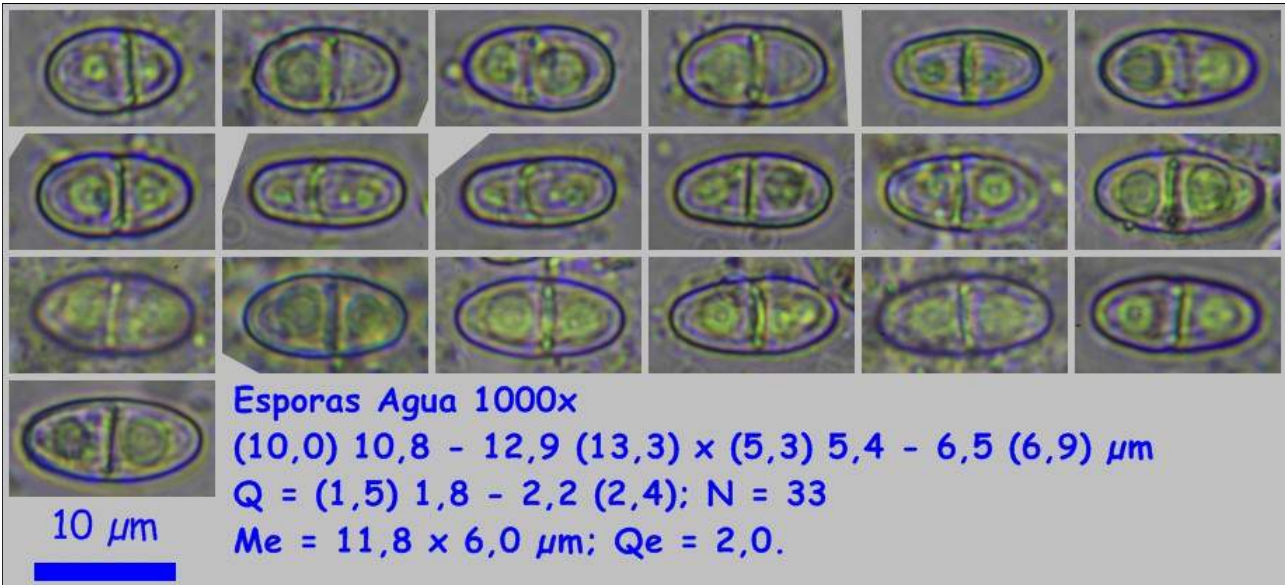 Esporas Agua 1000x
(10,0) 10,8 - 12,9 (13,3) x (5,3) 5,4 - 6,5 (6,9) µm
Q = (1,5) 1,8 - 2,2 (2,4); N = 33
Me = 11,8 x 6,0 µm; Qe = 2,0.
10 µm